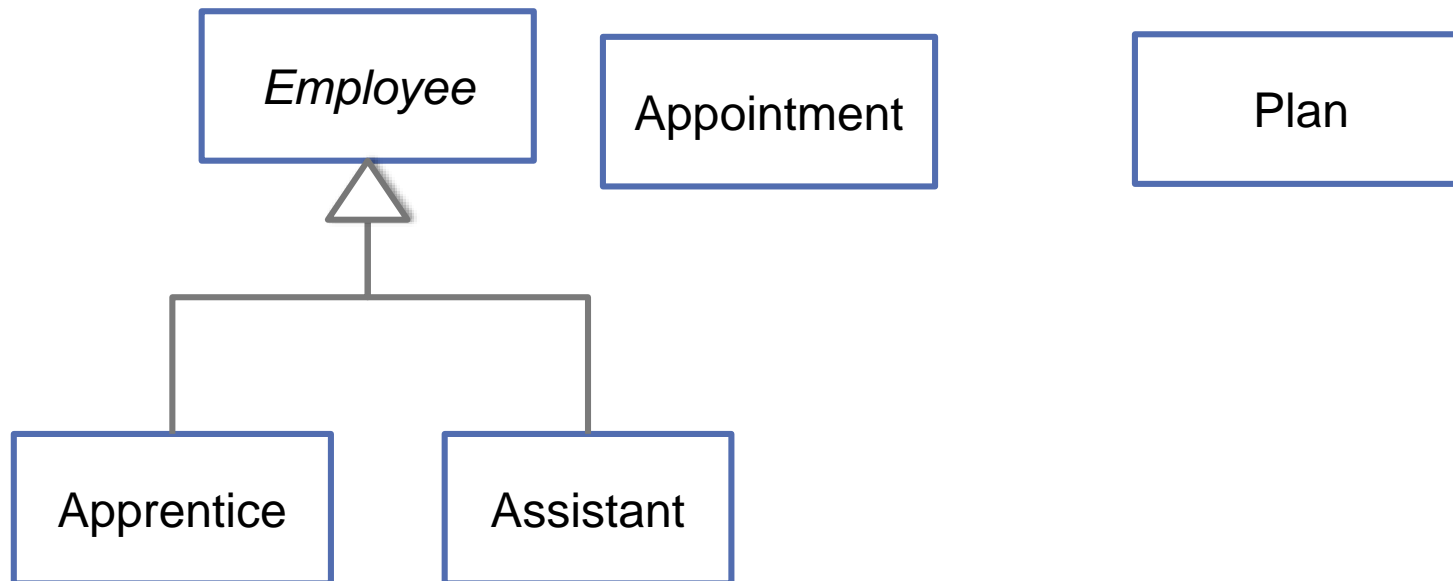 Employee
Appointment
Plan
Apprentice
Assistant